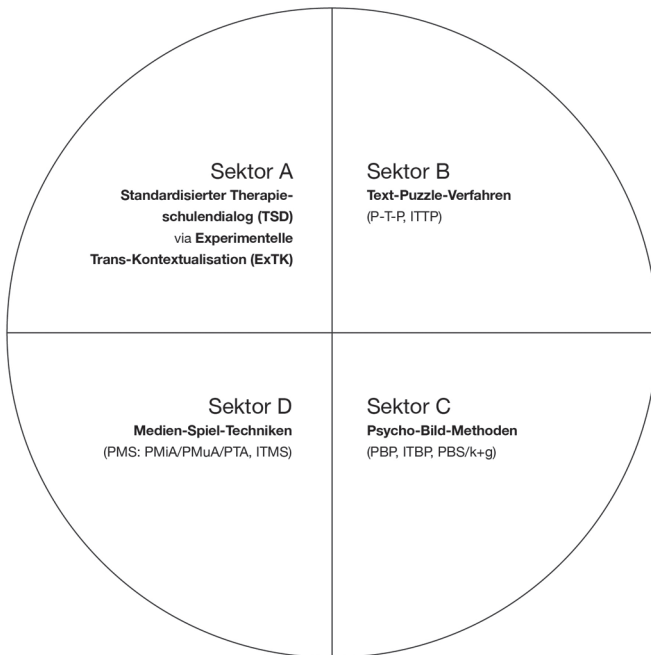 Sektor A
Standardisierter Therapie-
schulendialog (TSD)
via Experimentelle
Trans-Kontextualisation (ExTK)
Sektor B
Text-Puzzle-Verfahren
(P-T-P, ITTP)
Sektor D
Medien-Spiel-Techniken
(PMS: PMiA/PMuA/PTA, ITMS)
Sektor C
Psycho-Bild-Methoden
(PBP, ITBP, PBS/k+g)